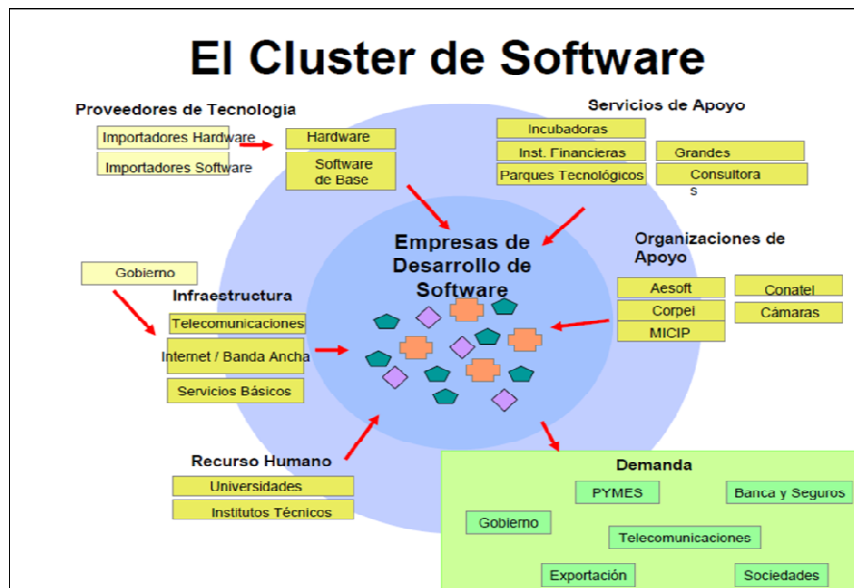 El Cluster de Software
Proveedores de Tecnología
Importadores Hardware
Importadores Software
Hardware
Software
de Base
Servicios de Apoyo
Incubadoras
Inst. Financieras
Parques Tecnológicos
Grandes
Consultora
s
Empresas de
Desarrollo de
Software
Organizaciones de
Apoyo
Aesoft
Corpei
MICIP
Conatel
Cámaras
Gobierno
Infraestructura
Telecomunicaciones
Internet / Banda Ancha
Servicios Básicos
Recurso Humano
Universidades
Institutos Técnicos
Demanda
PYMES
Banca y Seguros
Gobierno
Telecomunicaciones
Exportación
Sociedades